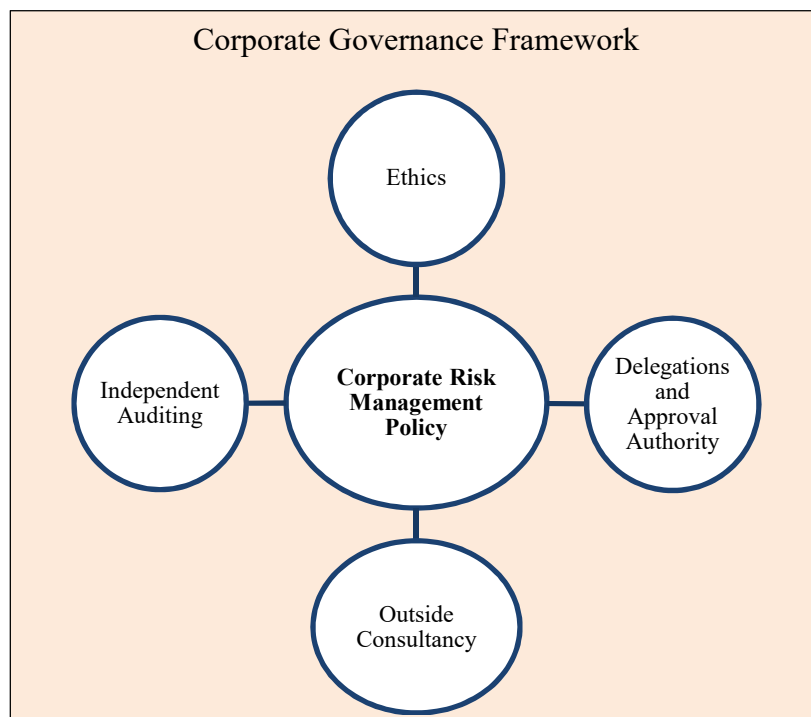 Corporate Governance Framework
Ethics
Independent
Auditing
Corporate Risk
Management
Policy
Delegations
and
Approval
Authority
Outside
Consultancy